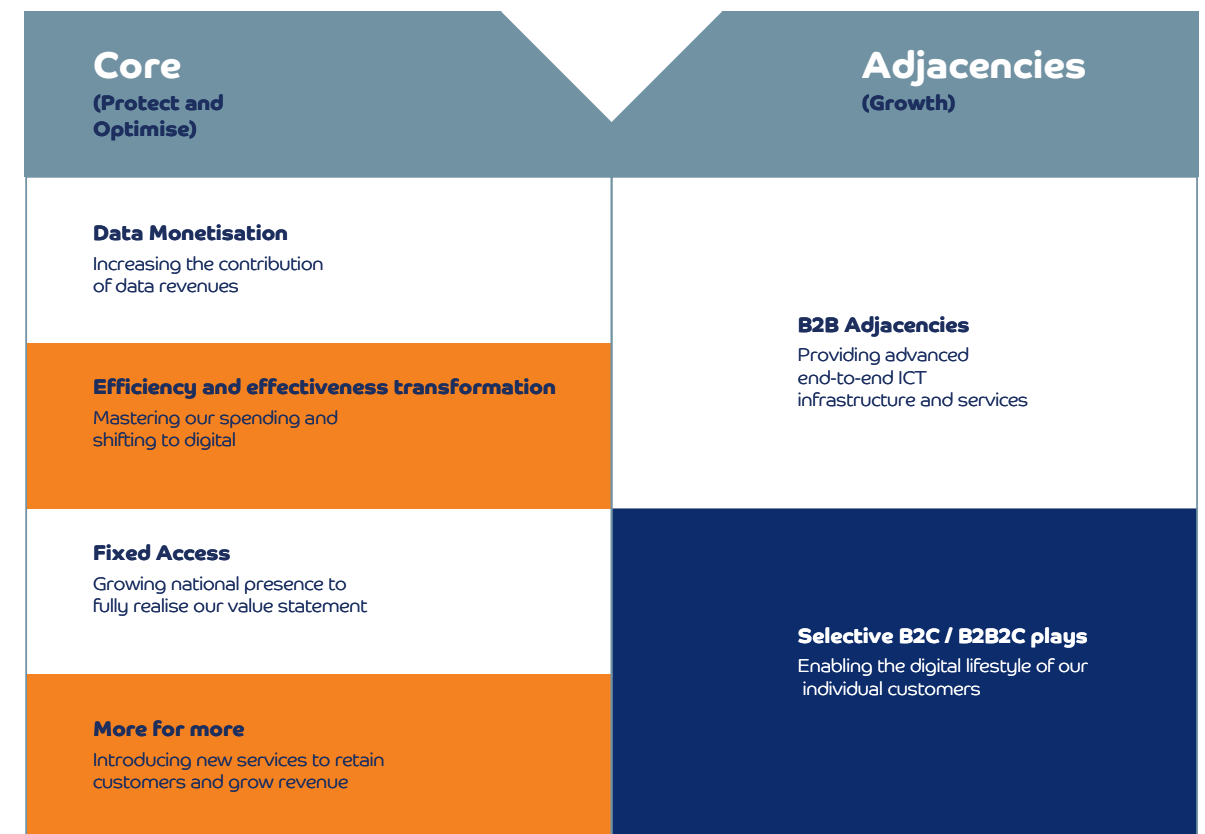 Core
(Protect and
Optimise)
Adjacencies
(Growth)
Data Monetisation
Increasing the contribution
of data revenues
Efficiency and effectiveness transformation
Mastering our spending and
shifting to digital
Fixed Access
Growing national presence to
fully realise our value statement
More for more
Introducing new services to retain
customers and grow revenue
B2B Adjacencies
Providing advanced
end-to-end ICT
infrastructure and services
Selective B2C / B2B2C plays
Enabling the digital lifestyle of our
individual customers